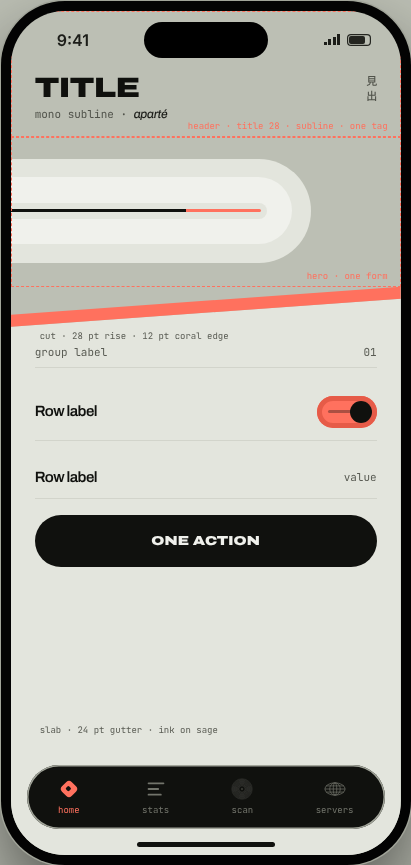 9:41
TITLE
見出
mono subline · aparté
header · title 28 · subline · one tag
hero · one form
cut · 28 pt rise · 12 pt coral edge
group label 01
Row label
Row label value
ONE ACTION
slab · 24 pt gutter · ink on sage
home stats scan servers